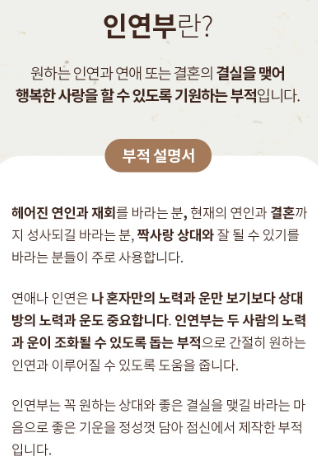 인연부란?
원하는 인연과 연애 또는 결혼의 결실을 맺어
행복한 사랑을 할 수 있도록 기원하는 부적입니다.
부적 설명서
헤어진 연인과 재회를 바라는 분, 현재의 연인과 결혼까
지 성사되길 바라는 분, 짝사랑 상대와 잘 될 수 있기를
바라는 분들이 주로 사용합니다.
연애나 인연은 나 혼자만의 노력과 운만 보기보다 상대
방의 노력과 운도 중요합니다. 인연부는 두 사람의 노력
과 운이 조화될 수 있도록 돕는 부적으로 간절히 원하는
인연과 이루어질 수 있도록 도움을 줍니다.
인연부는 꼭 원하는 상대와 좋은 결실을 맺길 바라는 마
음으로 좋은 기운을 정성껏 담아 점신에서 제작한 부적
입니다.